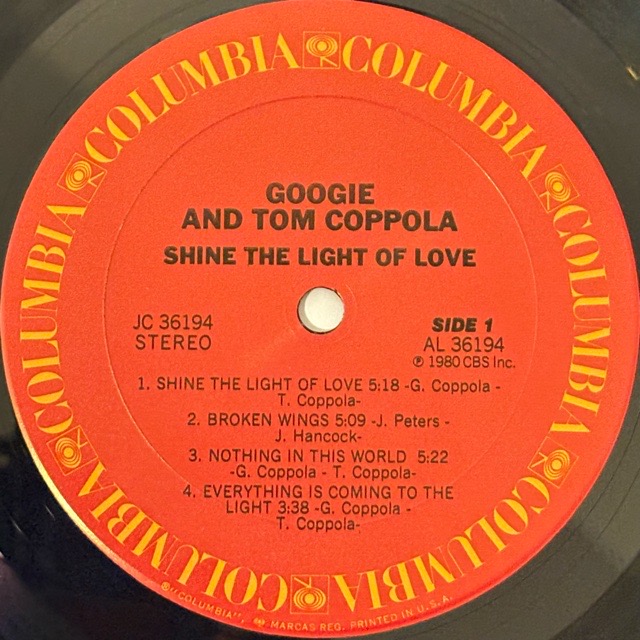 COLUMBIA COLUMBIA COLUMBIA COLUMBIA COLUMBIA COLUMBIA COLUMBIA COLUMBIA
GOOGIE
AND TOM COPPOLA
SHINE THE LIGHT OF LOVE
JC 36194
STEREO
SIDE 1
AL 36194
℗ 1980 CBS Inc.
1. SHINE THE LIGHT OF LOVE 5:18 -G. Coppola -
T. Coppola-
2. BROKEN WINGS 5:09 -J. Peters -
J. Hancock-
3. NOTHING IN THIS WORLD 5:22
-G. Coppola - T. Coppola-
4. EVERYTHING IS COMING TO THE
LIGHT 3:38 -G. Coppola -
T. Coppola-
®"COLUMBIA", MARCAS REG. PRINTED IN U.S.A.